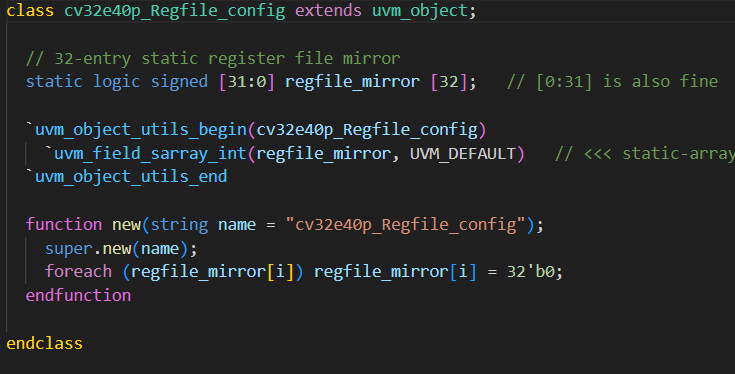 class cv32e40p_Regfile_config extends uvm_object;
// 32-entry static register file mirror
static logic signed [31:0] regfile_mirror [32];   // [0:31] is also fine
`uvm_object_utils_begin(cv32e40p_Regfile_config)
`uvm_field_sarray_int(regfile_mirror, UVM_DEFAULT)   // <<< static-array
`uvm_object_utils_end
function new(string name = "cv32e40p_Regfile_config");
super.new(name);
foreach (regfile_mirror[i]) regfile_mirror[i] = 32'b0;
endfunction
endclass